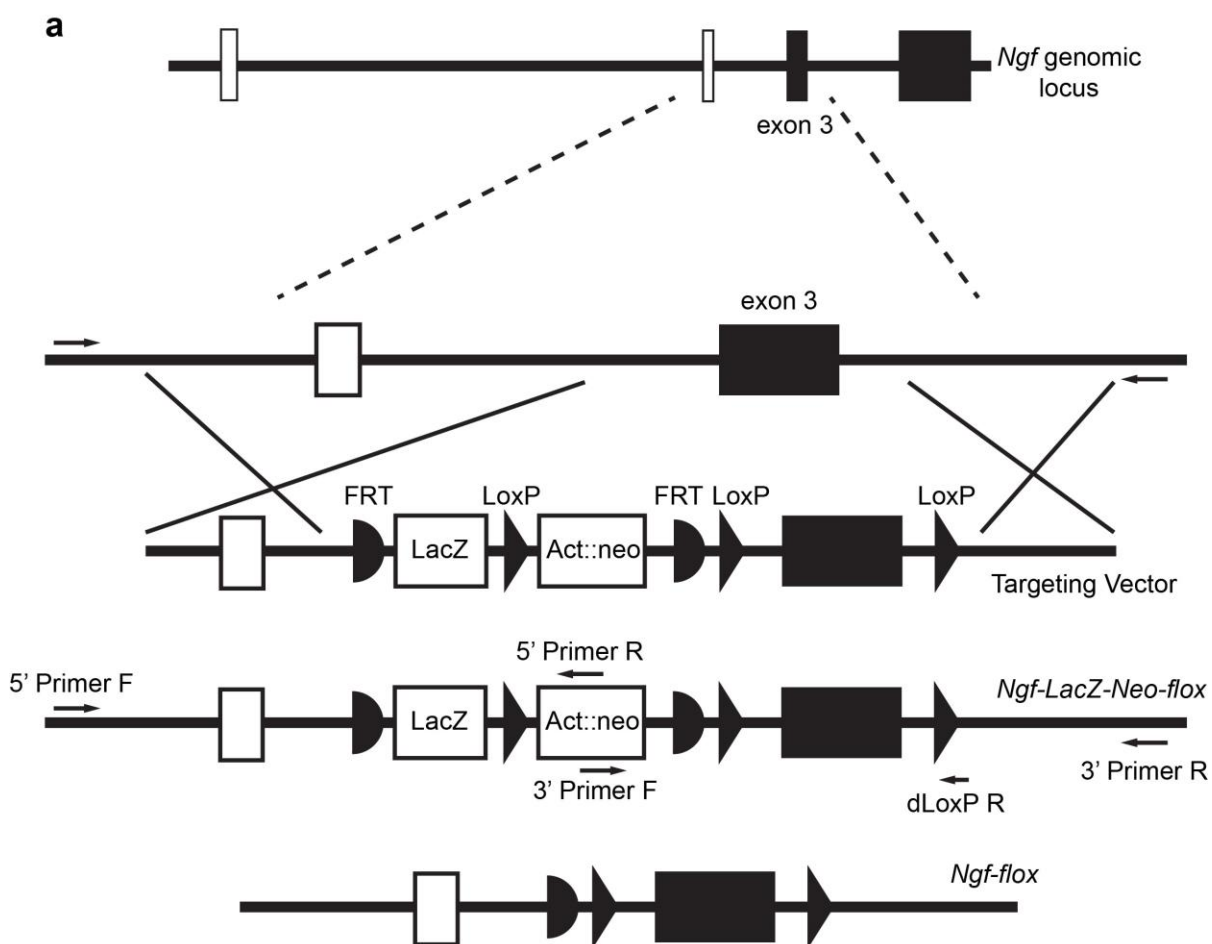 a
Ngf genomic
locus
exon 3
exon 3
FRT LoxP FRT LoxP LoxP
LacZ Act::neo
Targeting Vector
5’ Primer F 5’ Primer R Ngf-LacZ-Neo-flox
LacZ Act::neo
3’ Primer F dLoxP R 3’ Primer R
Ngf-flox